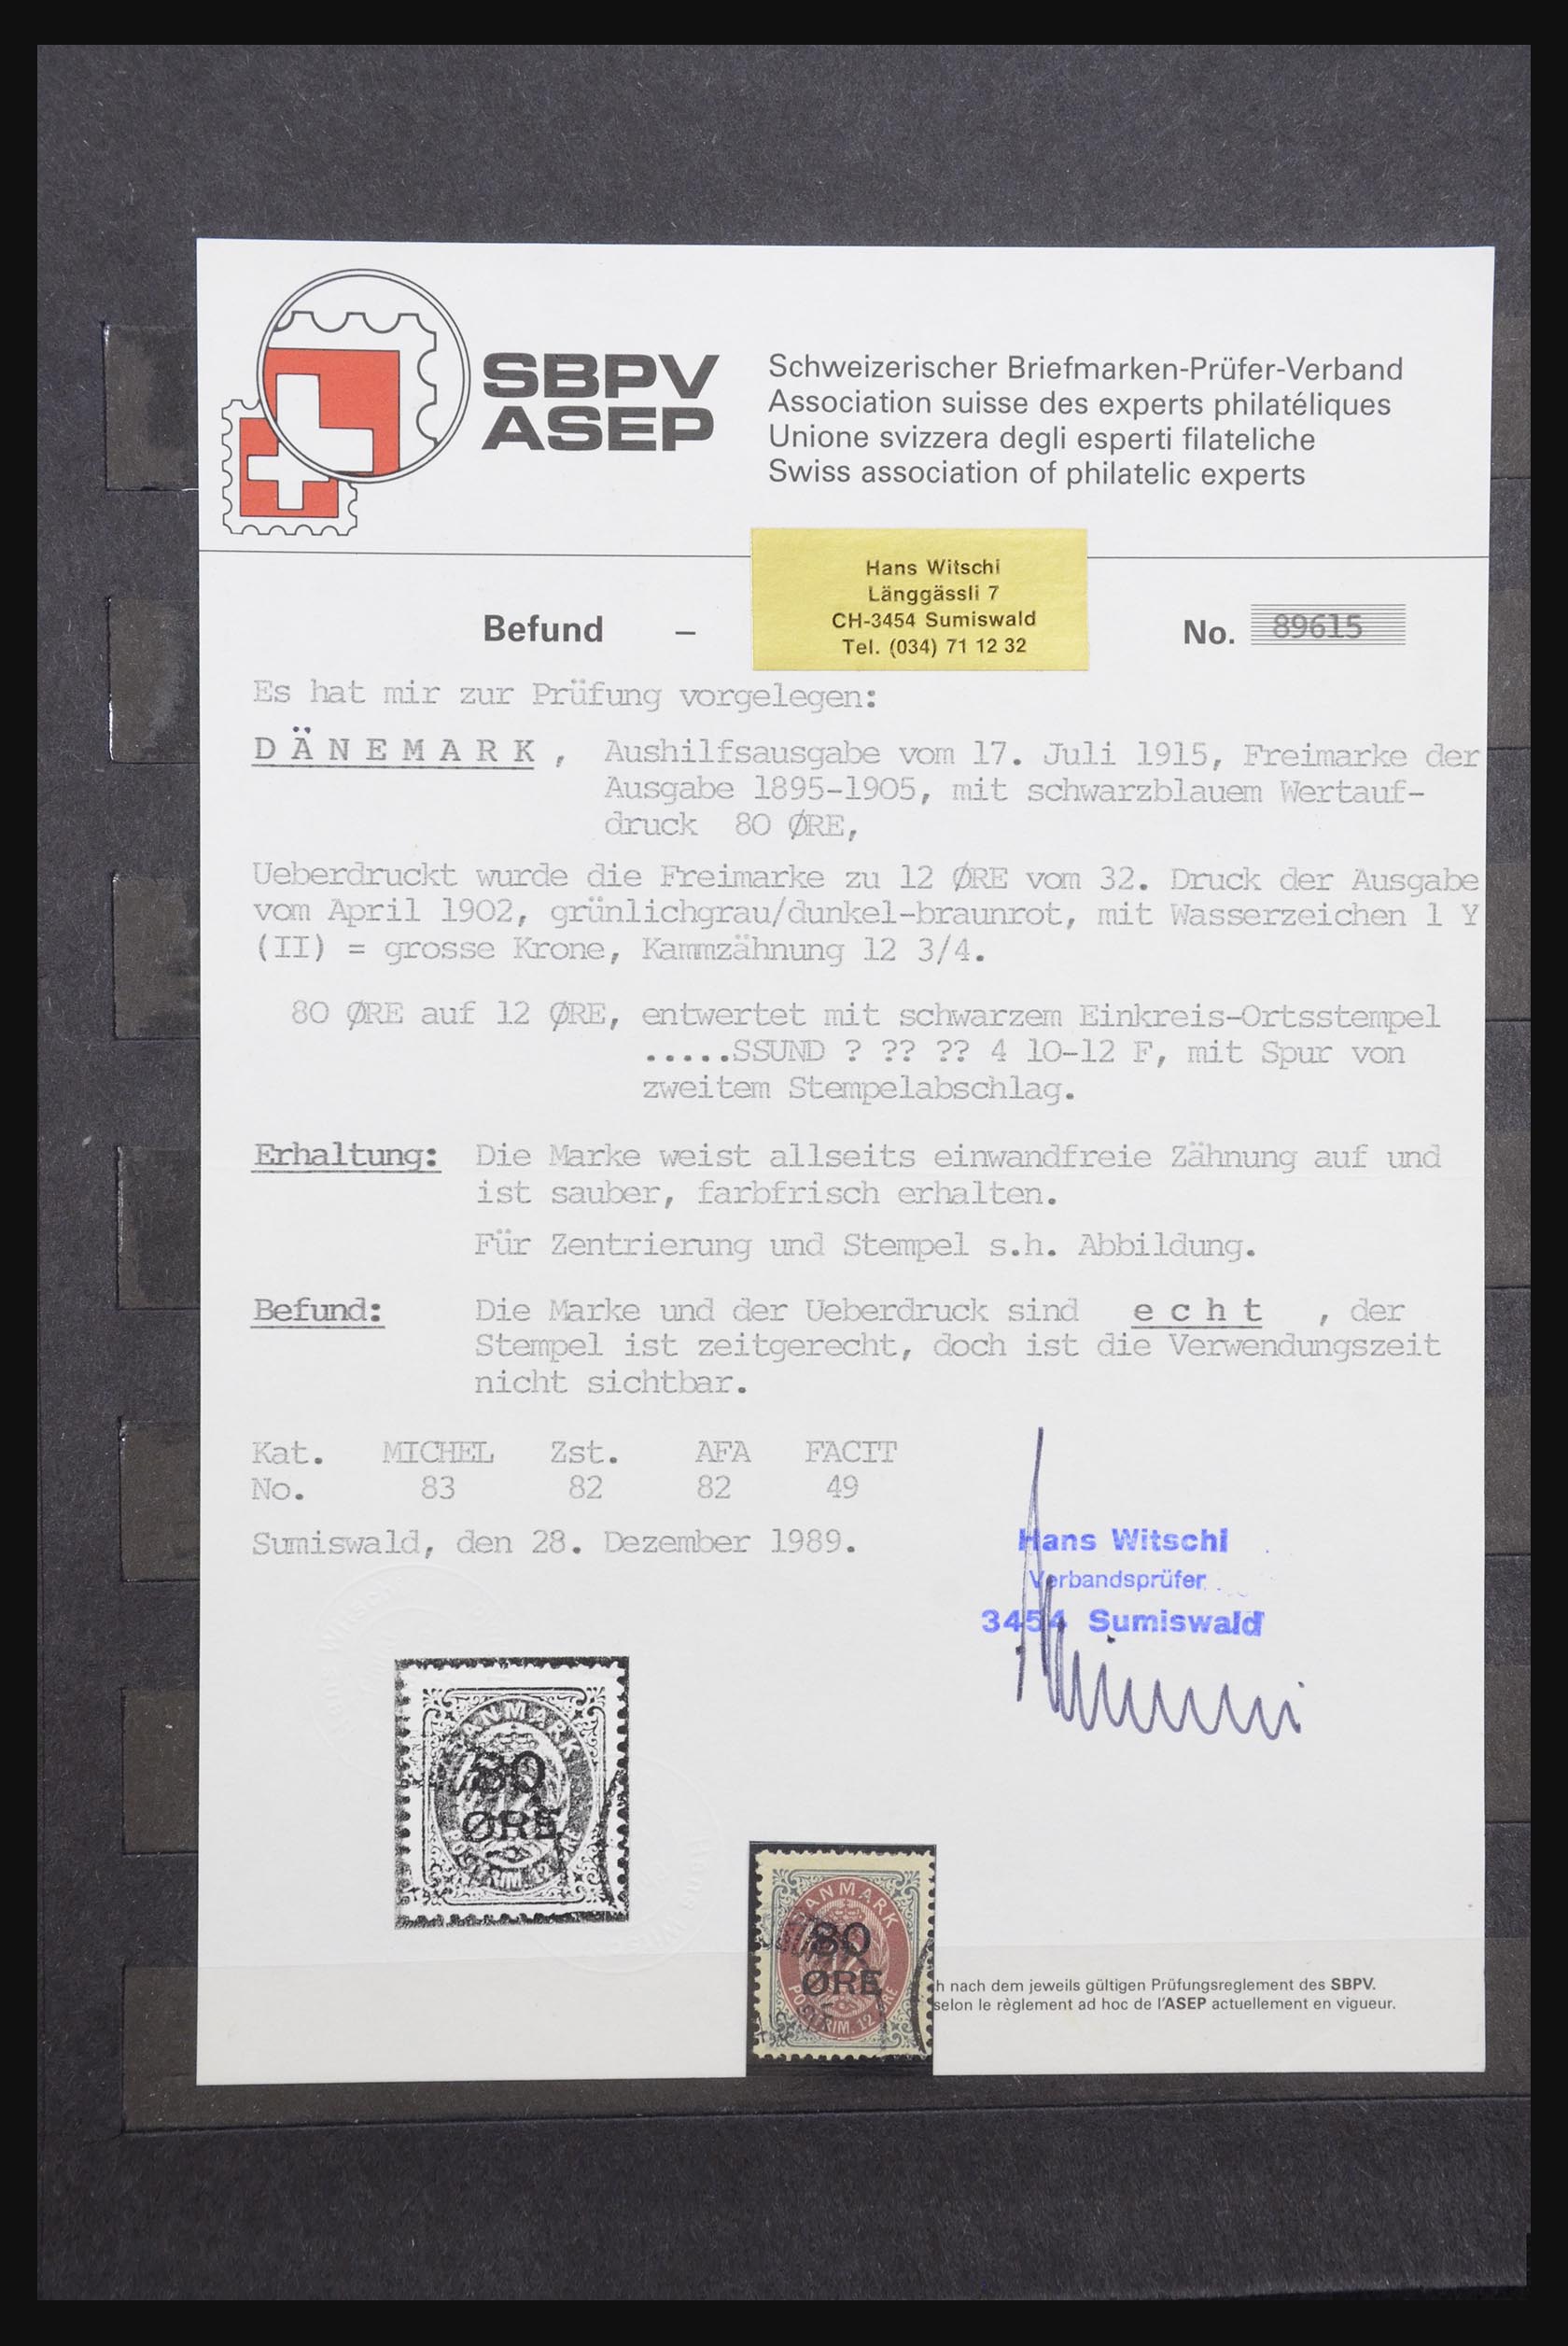 SBPV
ASEP
Schweizerischer Briefmarken-Prüfer-Verband
Association suisse des experts philatéliques
Unione svizzera degli esperti filateliche
Swiss association of philatelic experts
Hans Witschi
Länggässli 7
CH-3454 Sumiswald
Tel. (034) 71 12 32
Befund –
No. 89615
Es hat mir zur Prüfung vorgelegen:
DÄNEMARK, Aushilfsausgabe vom 17. Juli 1915, Freimarke der
Ausgabe 1895-1905, mit schwarzblauem Wertauf-
druck 80 ØRE,
Ueberdruckt wurde die Freimarke zu 12 ØRE vom 32. Druck der Ausgabe
vom April 1902, grünlichgrau/dunkel-braunrot, mit Wasserzeichen 1 Y
(II) = grosse Krone, Kammzähnung 12 3/4.
80 ØRE auf 12 ØRE, entwertet mit schwarzem Einkreis-Ortsstempel
.....SSUND ? ?? ?? 4 10-12 F, mit Spur von
zweitem Stempelabschlag.
Erhaltung: Die Marke weist allseits einwandfreie Zähnung auf und
ist sauber, farbfrisch erhalten.
Für Zentrierung und Stempel s.h. Abbildung.
Befund: Die Marke und der Ueberdruck sind echt , der
Stempel ist zeitgerecht, doch ist die Verwendungszeit
nicht sichtbar.
Kat. MICHEL Zst. AFA FACIT
No. 83 82 82 49
Sumiswald, den 28. Dezember 1989.
Hans Witschi
Verbandsprüfer
3454 Sumiswald
DANMARK
80
ØRE
DANMARK
80
ØRE
h nach dem jeweils gültigen Prüfungsreglement des SBPV.
selon le règlement ad hoc de l'ASEP actuellement en vigueur.